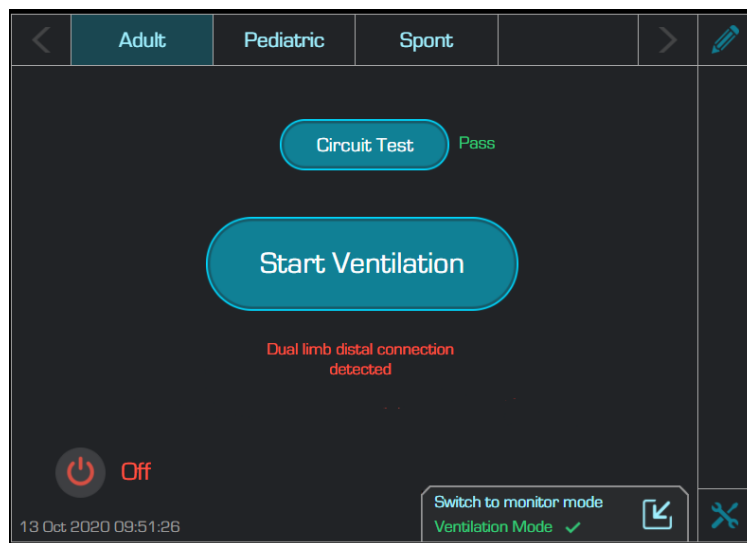 Adult
Pediatric
Spont
Circuit Test
Pass
Start Ventilation
Dual limb distal connection
detected
Off
Switch to monitor mode
Ventilation Mode
13 Oct 2020 09:51:26